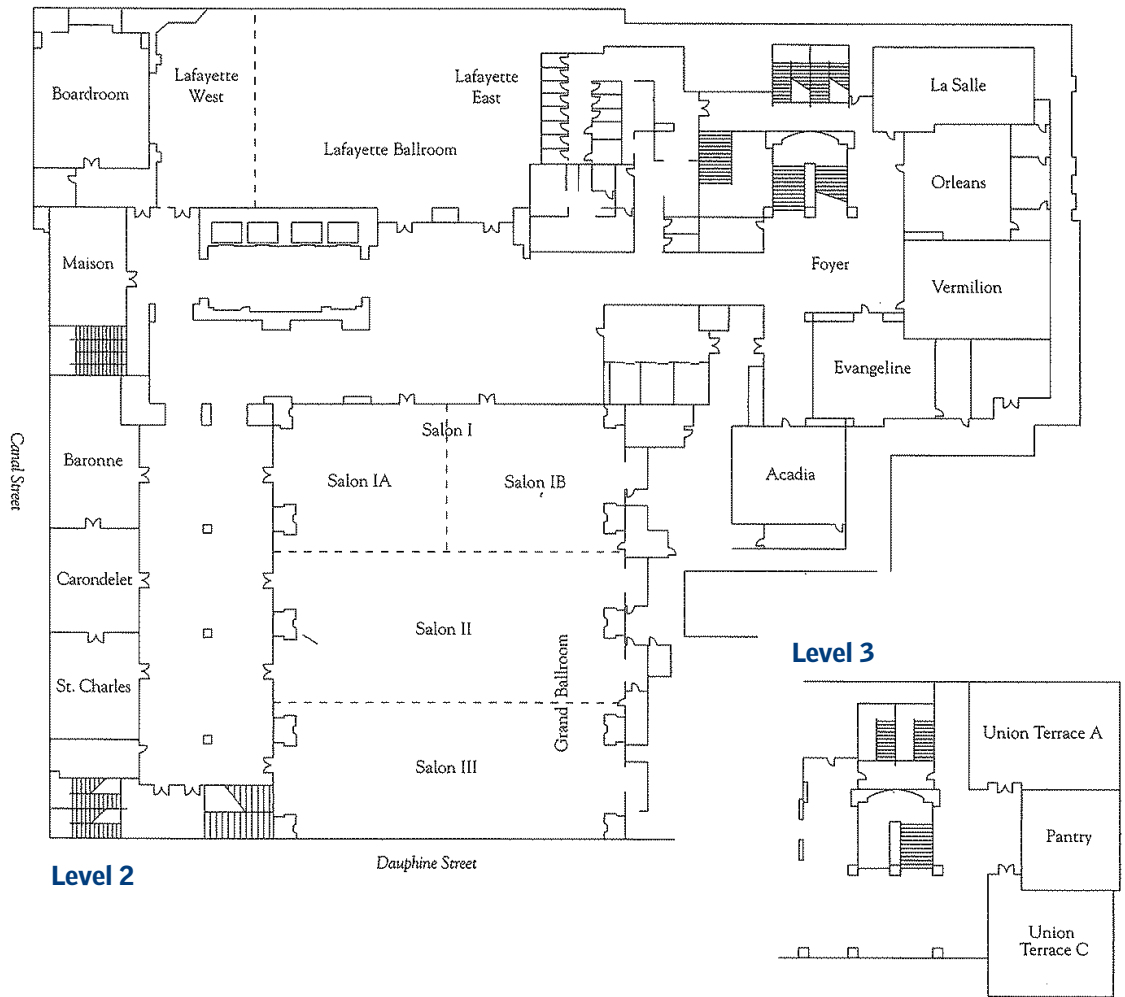 Boardroom
Lafayette
West
Lafayette
East
La Salle
Lafayette Ballroom
Orleans
Maison
Foyer
Vermilion
Evangeline
Canal Street
Salon I
Baronne
Salon IA
Salon IB
Acadia
Carondelet
Salon II
St. Charles
Grand Ballroom
Salon III
Dauphine Street
Level 2
Level 3
Union Terrace A
Pantry
Union
Terrace C